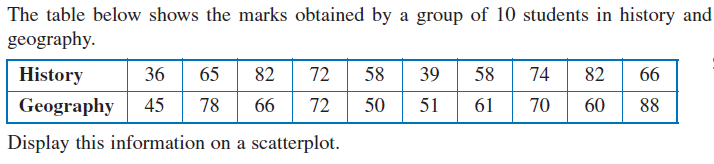 The table below shows the marks obtained by a group of 10 students in history and
geography.
History 36 65 82 72 58 39 58 74 82 66
Geography 45 78 66 72 50 51 61 70 60 88
Display this information on a scatterplot.